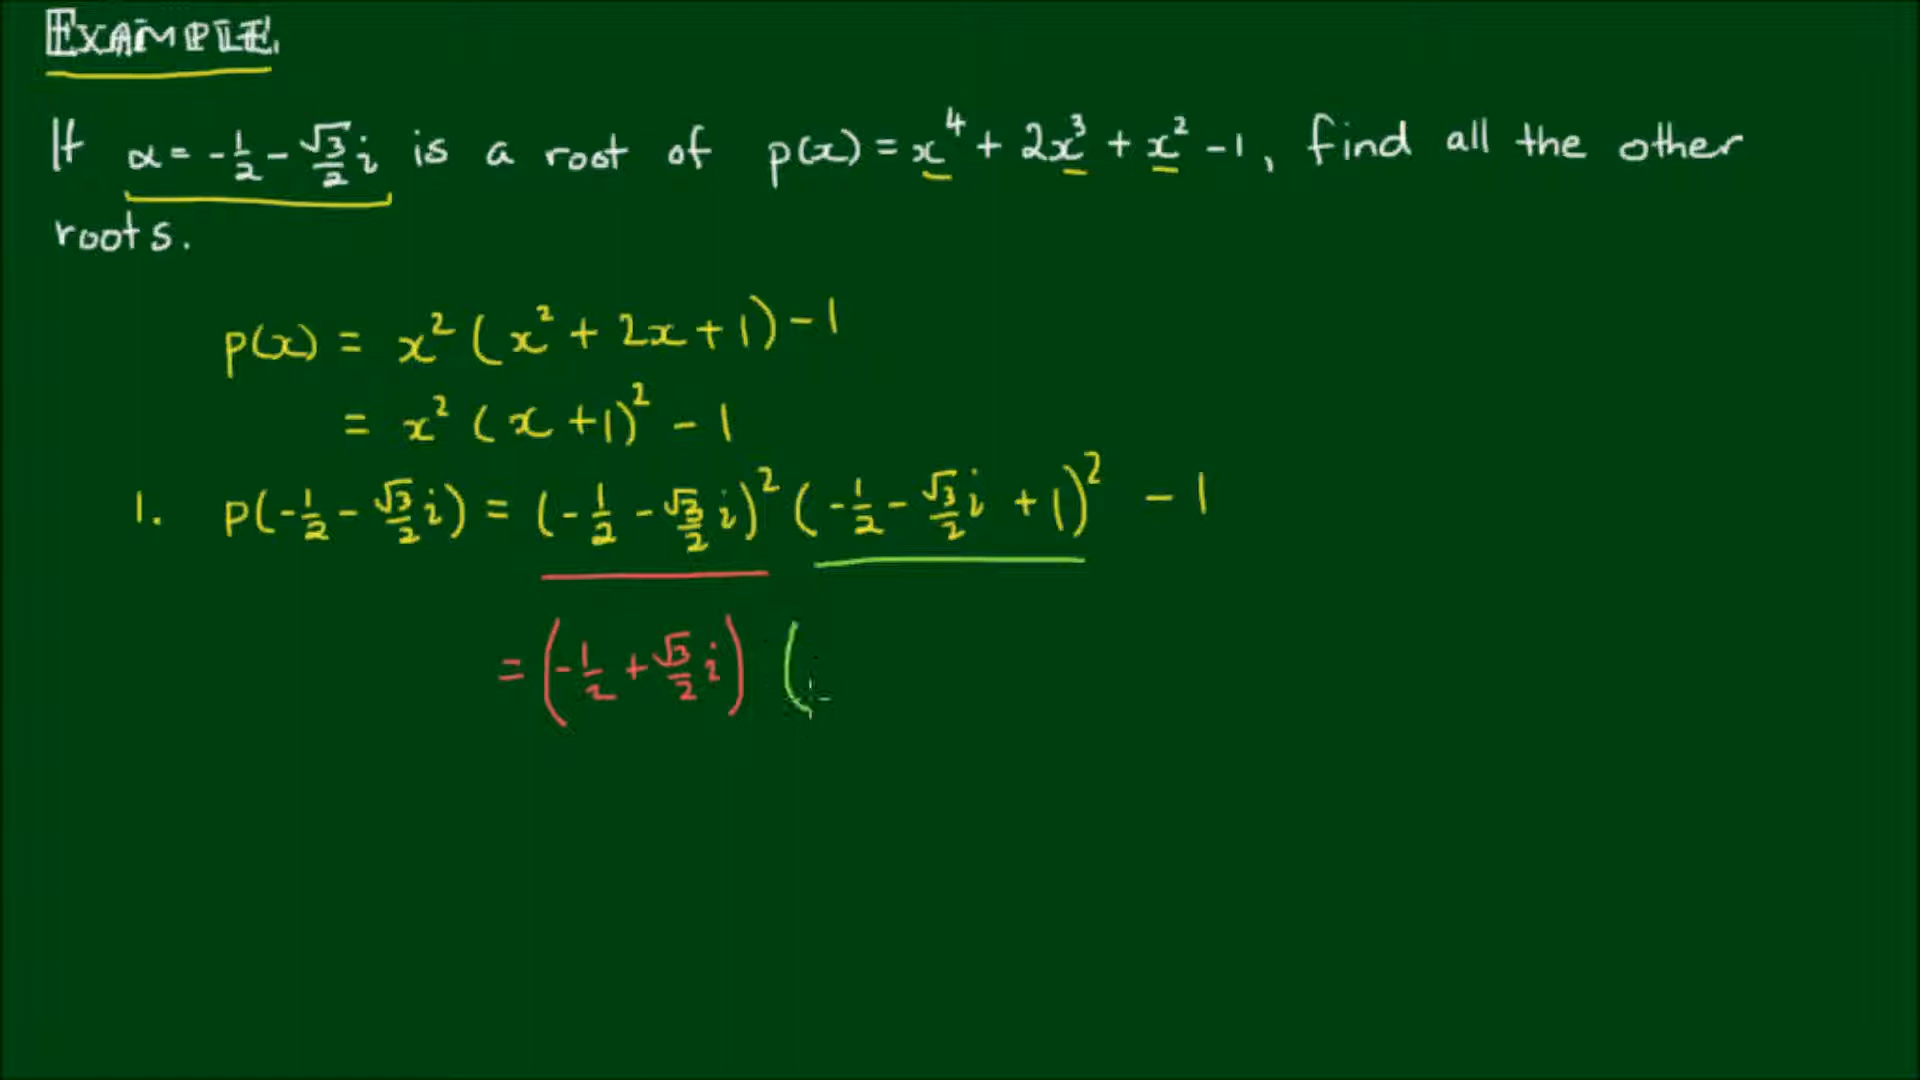 EXAMPLE.
If α = -1/2 - √3/2 i is a root of p(x) = x⁴ + 2x³ + x² - 1, find all the other
roots.
p(x) = x² (x² + 2x + 1) - 1
= x² (x + 1)² - 1
1. p(-1/2 - √3/2 i) = (-1/2 - √3/2 i)² (-1/2 - √3/2 i + 1)² - 1
= (-1/2 + √3/2 i) (